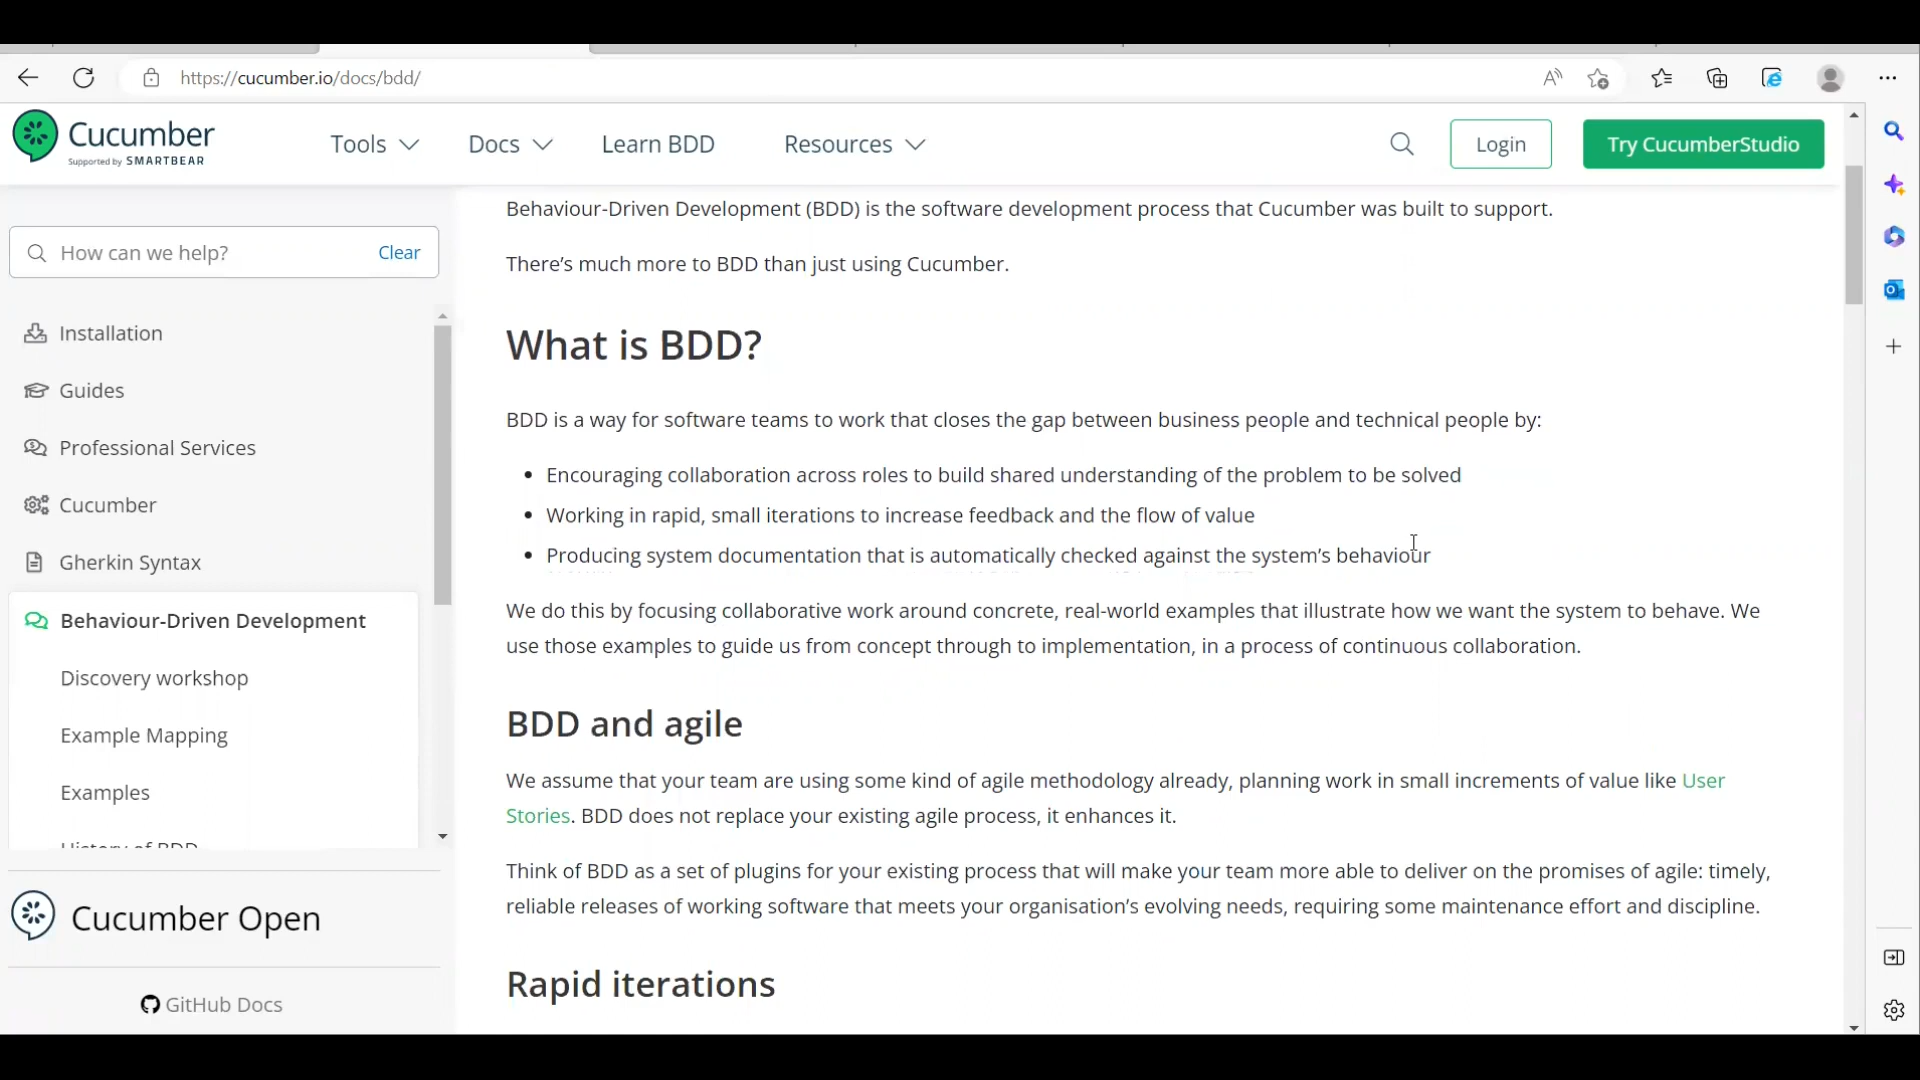 https://cucumber.io/docs/bdd/
Cucumber
Supported by SMARTBEAR
Tools
Docs
Learn BDD
Resources
Login
Try CucumberStudio
How can we help?
Clear
Installation
Guides
Professional Services
Cucumber
Gherkin Syntax
Behaviour-Driven Development
Discovery workshop
Example Mapping
Examples
History of BDD
Cucumber Open
GitHub Docs
Behaviour-Driven Development (BDD) is the software development process that Cucumber was built to support.
There’s much more to BDD than just using Cucumber.
What is BDD?
BDD is a way for software teams to work that closes the gap between business people and technical people by:
• Encouraging collaboration across roles to build shared understanding of the problem to be solved
• Working in rapid, small iterations to increase feedback and the flow of value
• Producing system documentation that is automatically checked against the system’s behaviour
We do this by focusing collaborative work around concrete, real-world examples that illustrate how we want the system to behave. We
use those examples to guide us from concept through to implementation, in a process of continuous collaboration.
BDD and agile
We assume that your team are using some kind of agile methodology already, planning work in small increments of value like User
Stories. BDD does not replace your existing agile process, it enhances it.
Think of BDD as a set of plugins for your existing process that will make your team more able to deliver on the promises of agile: timely,
reliable releases of working software that meets your organisation’s evolving needs, requiring some maintenance effort and discipline.
Rapid iterations